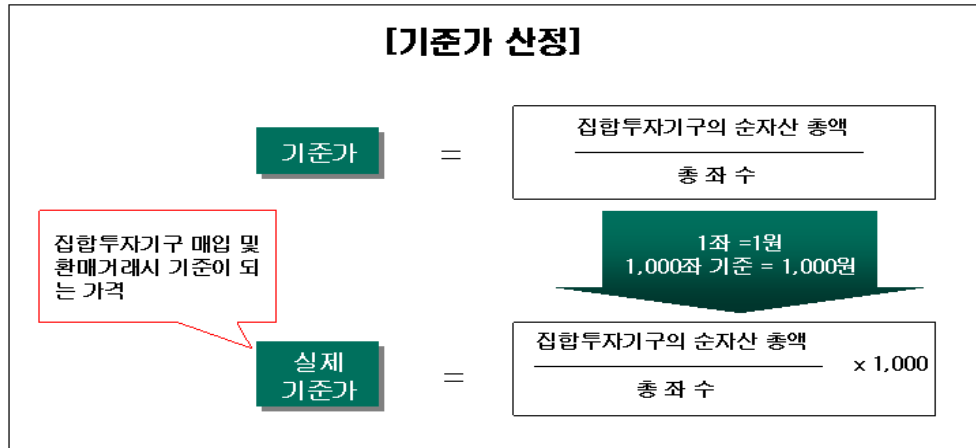 [기준가 산정]
기준가
=
집합투자기구의 순자산 총액
총 좌 수
집합투자기구 매입 및
환매거래시 기준이 되
는 가격
1좌 =1원
1,000좌 기준 = 1,000원
실제
기준가
=
집합투자기구의 순자산 총액
총 좌 수
x 1,000